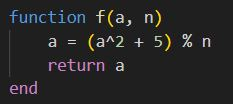 function f(a, n)
    a = (a^2 + 5) % n
    return a
end